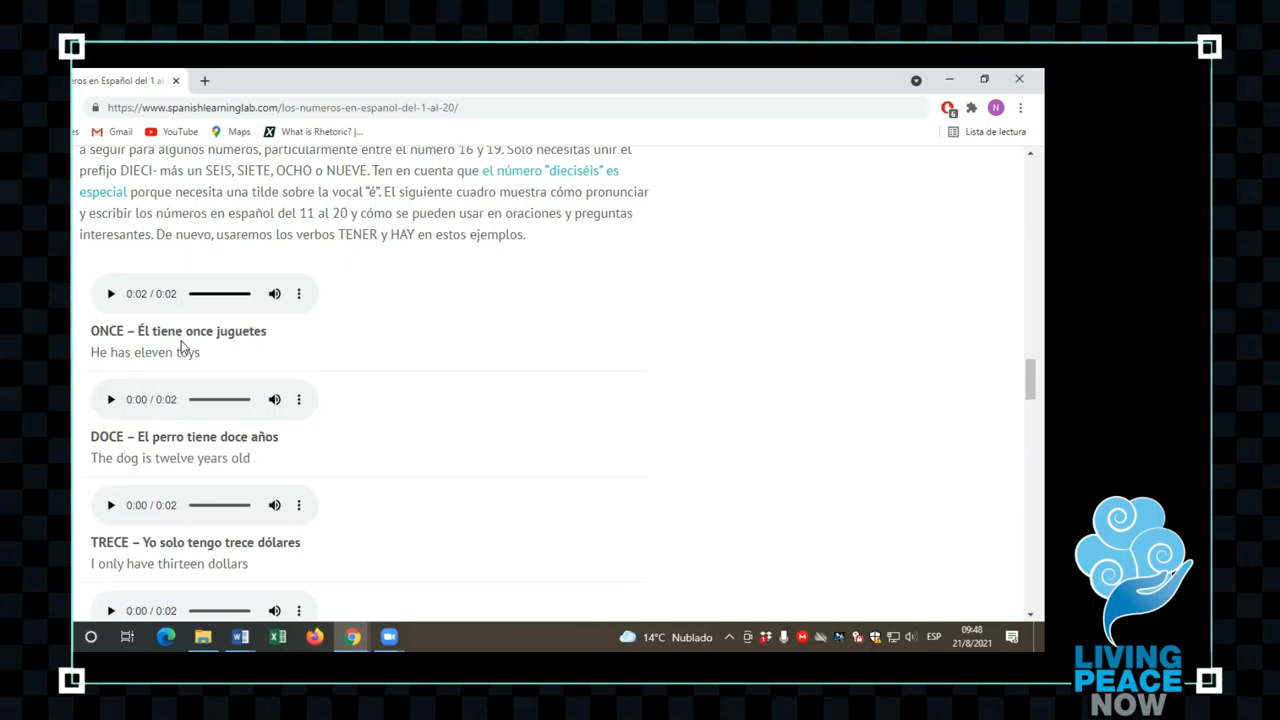 eros en Español del 1 al
https://www.spanishlearninglab.com/los-numeros-en-espanol-del-1-al-20/
es Gmail YouTube Maps What is Rhetoric? |... Lista de lectura
a seguir para algunos números, particularmente entre el número 16 y 19. Solo necesitas unir el
prefijo DIECI- más un SEIS, SIETE, OCHO o NUEVE. Ten en cuenta que el número “dieciséis” es
especial porque necesita una tilde sobre la vocal “é”. El siguiente cuadro muestra cómo pronunciar
y escribir los números en español del 11 al 20 y cómo se pueden usar en oraciones y preguntas
interesantes. De nuevo, usaremos los verbos TENER y HAY en estos ejemplos.
0:02 / 0:02
ONCE – Él tiene once juguetes
He has eleven toys
0:00 / 0:02
DOCE – El perro tiene doce años
The dog is twelve years old
0:00 / 0:02
TRECE – Yo solo tengo trece dólares
I only have thirteen dollars
0:00 / 0:02
14°C Nublado ESP 09:48
21/8/2021
LIVING
PEACE
NOW